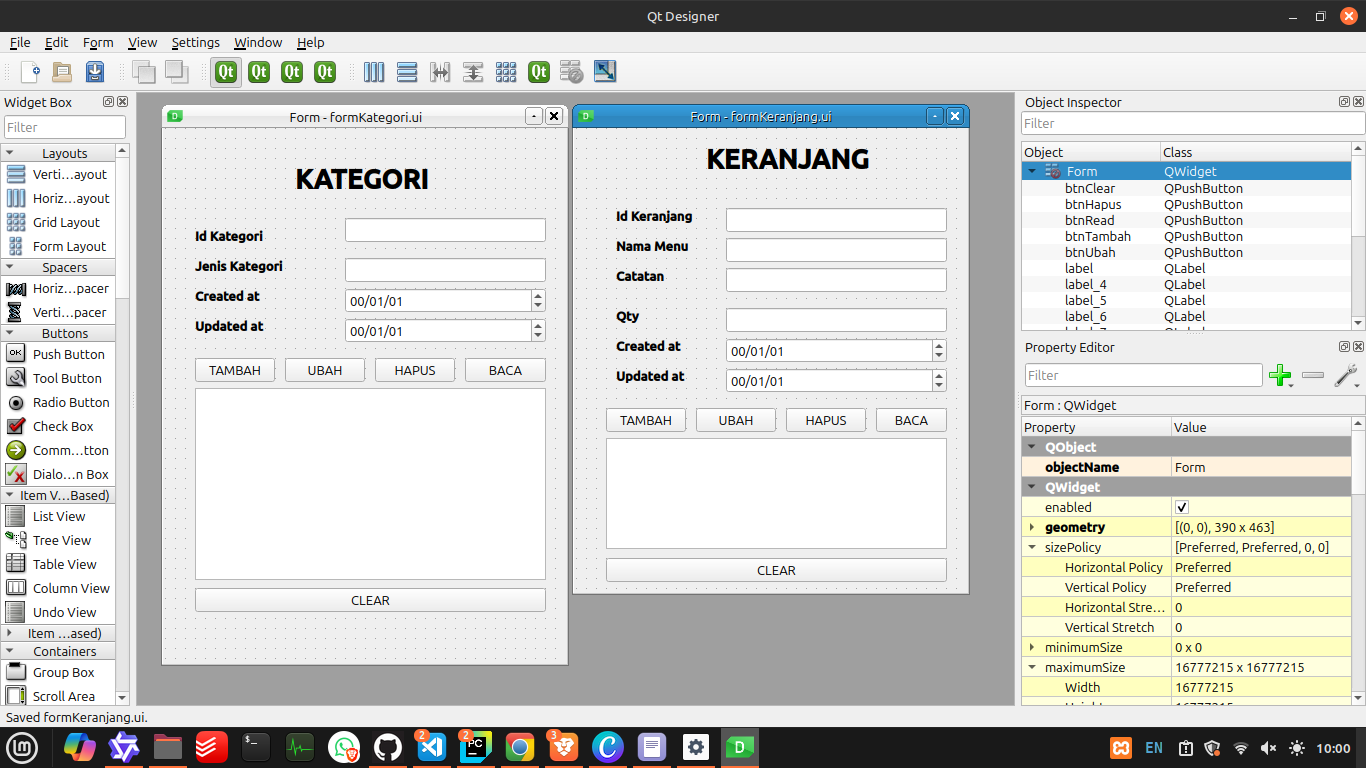 Qt Designer
File Edit Form View Settings Window Help
Widget Box
Filter
Layouts
Verti…ayout
Horiz…ayout
Grid Layout
Form Layout
Spacers
Horiz…pacer
Verti…pacer
Buttons
Push Button
Tool Button
Radio Button
Check Box
Comm…tton
Dialo…n Box
Item V…Based)
List View
Tree View
Table View
Column View
Undo View
Item …ased)
Containers
Group Box
Scroll Area
Form - formKategori.ui
KATEGORI
Id Kategori
Jenis Kategori
Created at 00/01/01
Updated at 00/01/01
TAMBAH UBAH HAPUS BACA
CLEAR
Form - formKeranjang.ui
KERANJANG
Id Keranjang
Nama Menu
Catatan
Qty
Created at 00/01/01
Updated at 00/01/01
TAMBAH UBAH HAPUS BACA
CLEAR
Object Inspector
Filter
Object Class
Form QWidget
btnClear QPushButton
btnHapus QPushButton
btnRead QPushButton
btnTambah QPushButton
btnUbah QPushButton
label QLabel
label_4 QLabel
label_5 QLabel
label_6 QLabel
Property Editor
Filter
Form : QWidget
Property Value
QObject
objectName Form
QWidget
enabled
geometry [(0, 0), 390 x 463]
sizePolicy [Preferred, Preferred, 0, 0]
Horizontal Policy Preferred
Vertical Policy Preferred
Horizontal Stre… 0
Vertical Stretch 0
minimumSize 0 x 0
maximumSize 16777215 x 16777215
Width 16777215
Saved formKeranjang.ui.
EN 10:00